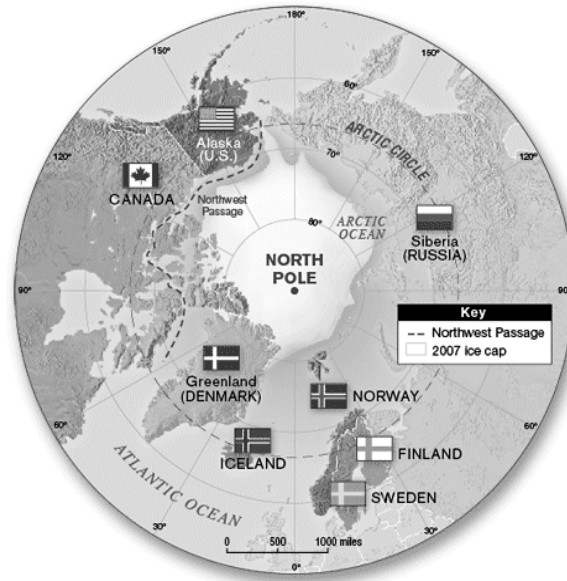 180°
150°
150°
60°
Alaska
(U.S.)
ARCTIC CIRCLE
120°
70°
120°
CANADA
Northwest
Passage
80°
ARCTIC
OCEAN
Siberia
(RUSSIA)
NORTH
POLE
90°
90°
Key
Northwest Passage
2007 ice cap
Greenland
(DENMARK)
NORWAY
60°
60°
ICELAND
FINLAND
ATLANTIC OCEAN
SWEDEN
30°
30°
0 500 1000 miles
0°